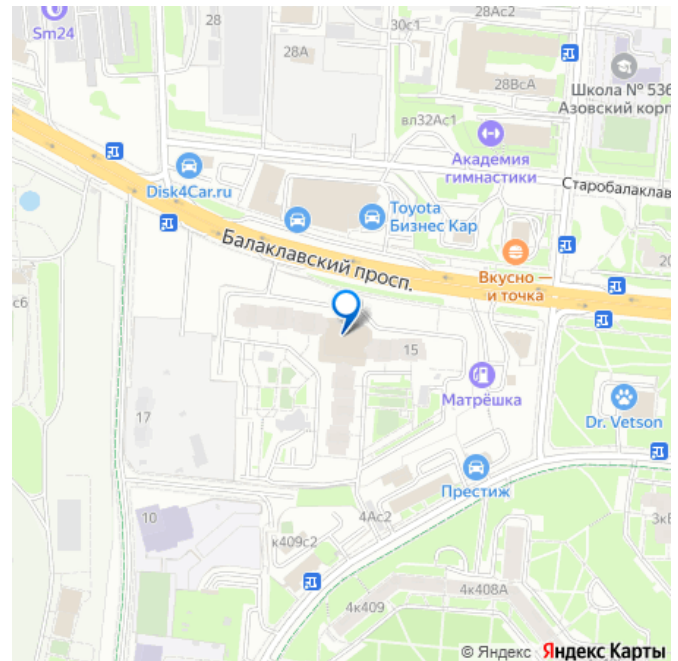 28
Sm24
28А
30с1
28Ас2
28ВсА
Школа № 536
Азовский корп
вл32Ас1
Академия
гимнастики
Disk4Car.ru
Старобалаклав
Toyota
Бизнес Кар
Балаклавский просп.
Вкусно —
и точка
20
с6
15
17
Матрёшка
Dr. Vetson
Престиж
10
4Ас2
к409с2
3к
4к408А
4к409
© Яндекс Яндекс Карты